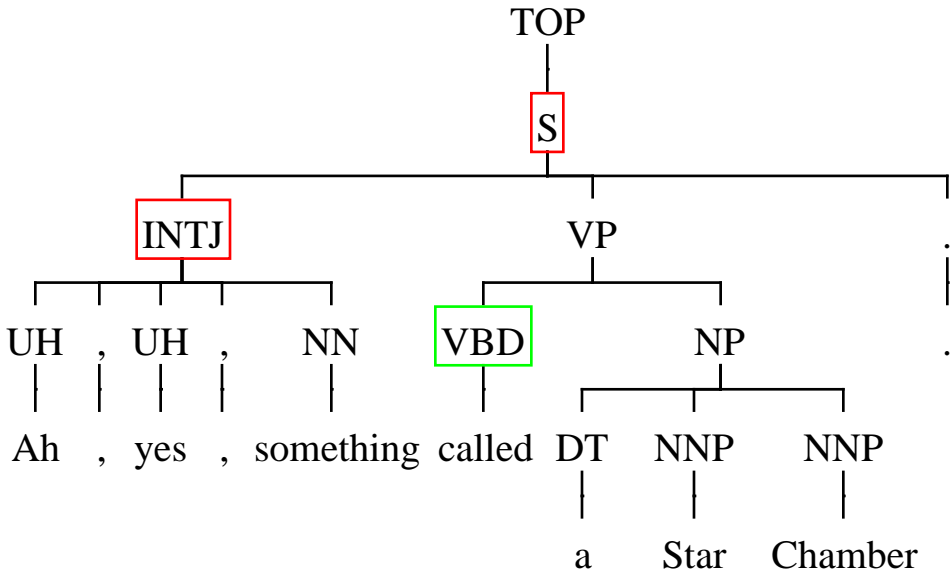 TOP
S
INTJ VP .
UH , UH , NN VBD NP .
Ah , yes , something called DT NNP NNP
a Star Chamber